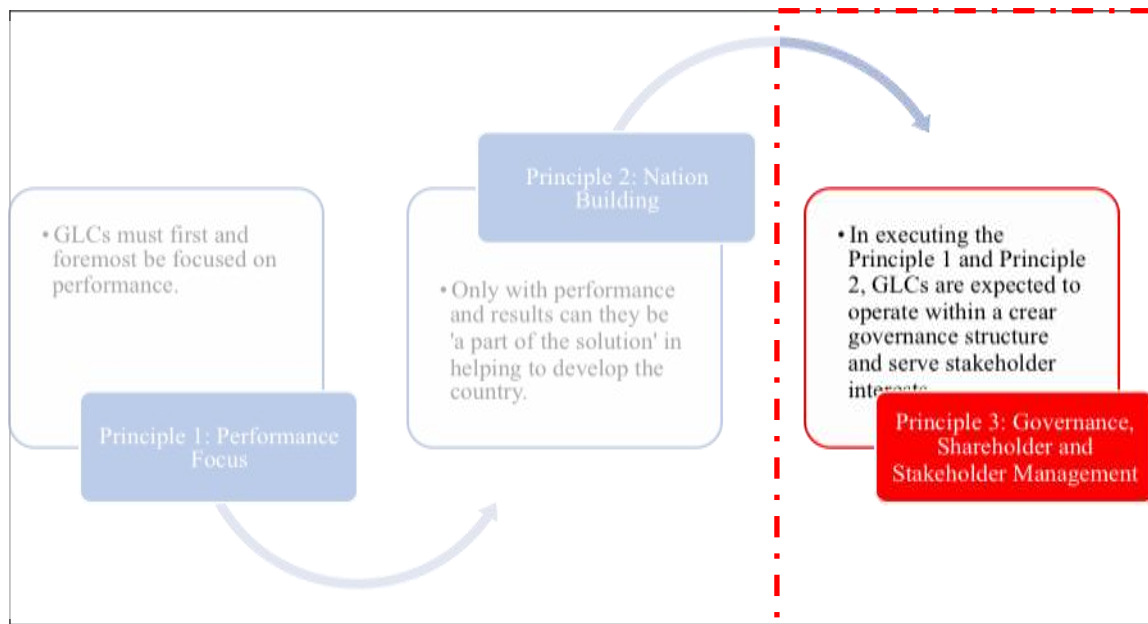 • GLCs must first and
foremost be focused on
performance.
Principle 1: Performance
Focus
Principle 2: Nation
Building
• Only with performance
and results can they be
'a part of the solution' in
helping to develop the
country.
• In executing the
Principle 1 and Principle
2, GLCs are expected to
operate within a crear
governance structure
and serve stakeholder
interests.
Principle 3: Governance,
Shareholder and
Stakeholder Management